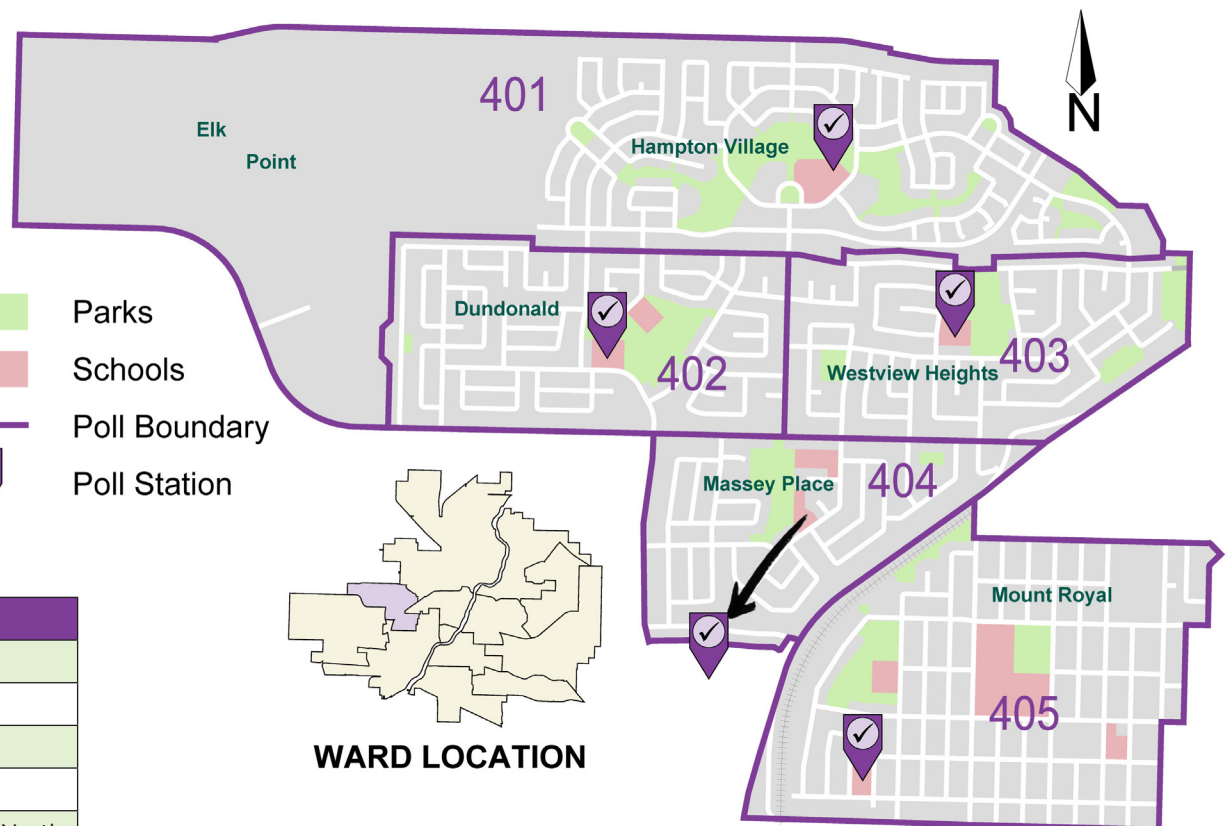 401
N
Elk
Point
Hampton Village
Parks
Schools
Poll Boundary
Poll Station
Dundonald
402
403
Westview Heights
Massey Place
404
Mount Royal
405
WARD LOCATION
North